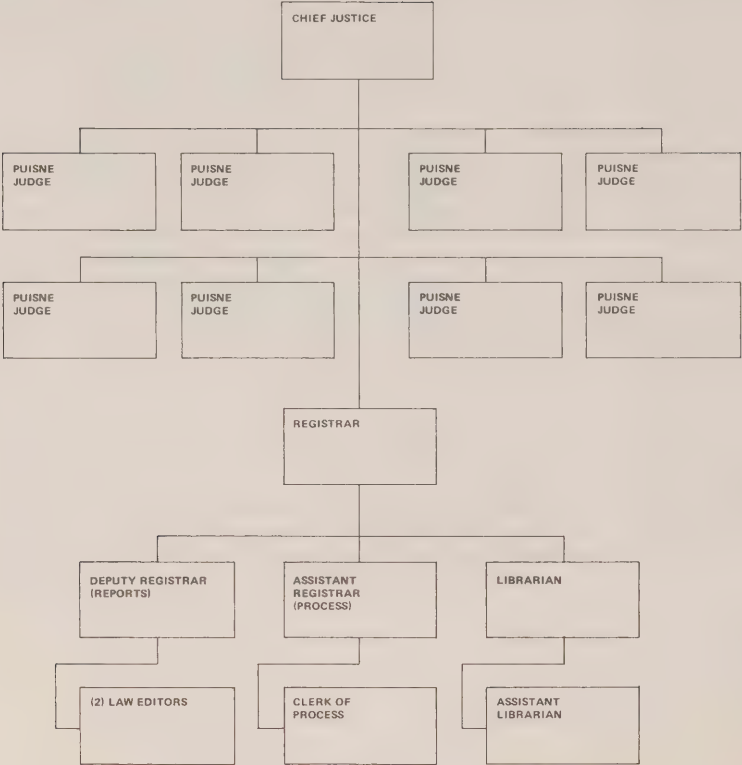 CHIEF JUSTICE
PUISNE
JUDGE
PUISNE
JUDGE
PUISNE
JUDGE
PUISNE
JUDGE
PUISNE
JUDGE
PUISNE
JUDGE
PUISNE
JUDGE
PUISNE
JUDGE
REGISTRAR
DEPUTY REGISTRAR
(REPORTS)
ASSISTANT
REGISTRAR
(PROCESS)
LIBRARIAN
(2) LAW EDITORS
CLERK OF
PROCESS
ASSISTANT
LIBRARIAN